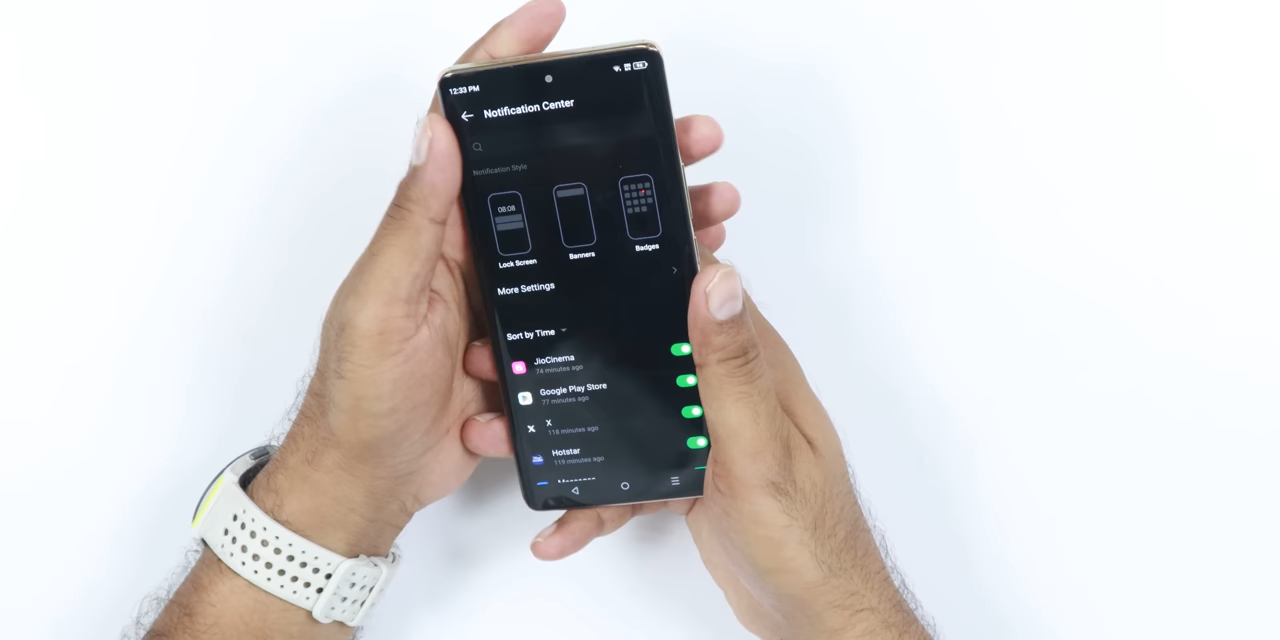 12:33 PM
Notification Center
Notification Style
08:08
Lock Screen
Banners
Badges
More Settings
Sort by Time
JioCinema
74 minutes ago
Google Play Store
77 minutes ago
X
118 minutes ago
Hotstar
119 minutes ago